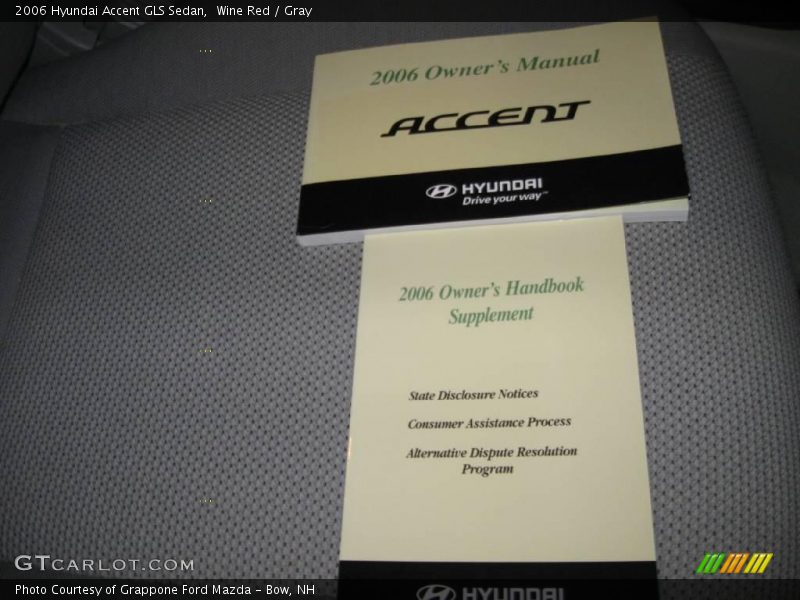 2006 Hyundai Accent GLS Sedan,  Wine Red / Gray
2006 Owner's Manual
ACCENT
HYUNDAI
Drive your way™
2006 Owner's Handbook
Supplement
State Disclosure Notices
Consumer Assistance Process
Alternative Dispute Resolution
Program
HYUNDAI
GTcarlot.com
Photo Courtesy of Grappone Ford Mazda - Bow, NH